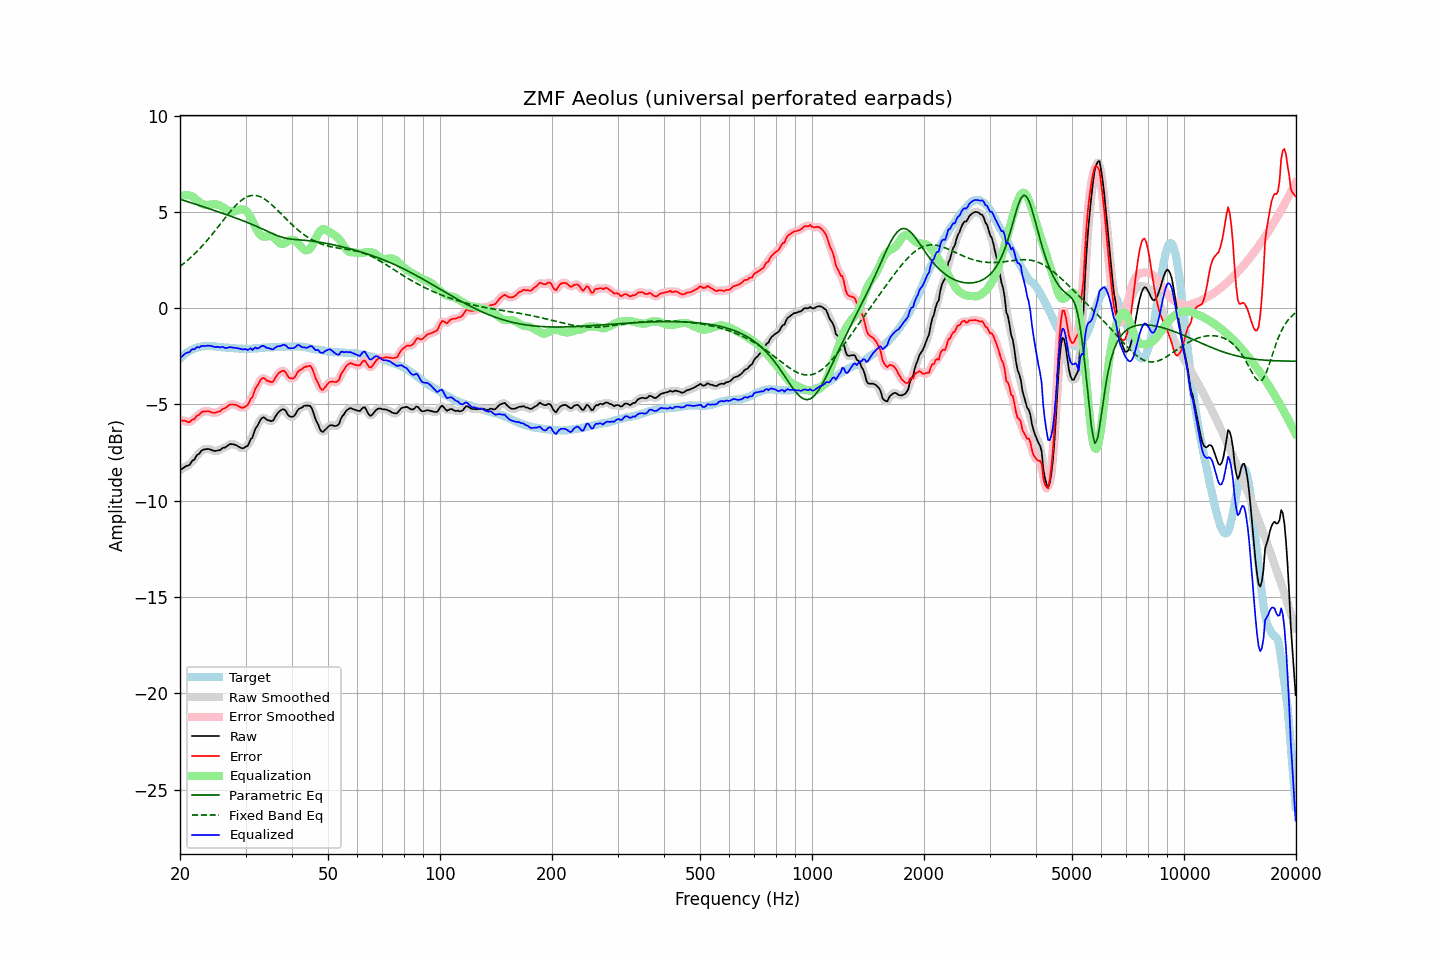 ZMF Aeolus (universal perforated earpads)
10
5
0
−5
−10
−15
−20
−25
Amplitude (dBr)
Target
Raw Smoothed
Error Smoothed
Raw
Error
Equalization
Parametric Eq
Fixed Band Eq
Equalized
20 50 100 200 500 1000 2000 5000 10000 20000
Frequency (Hz)